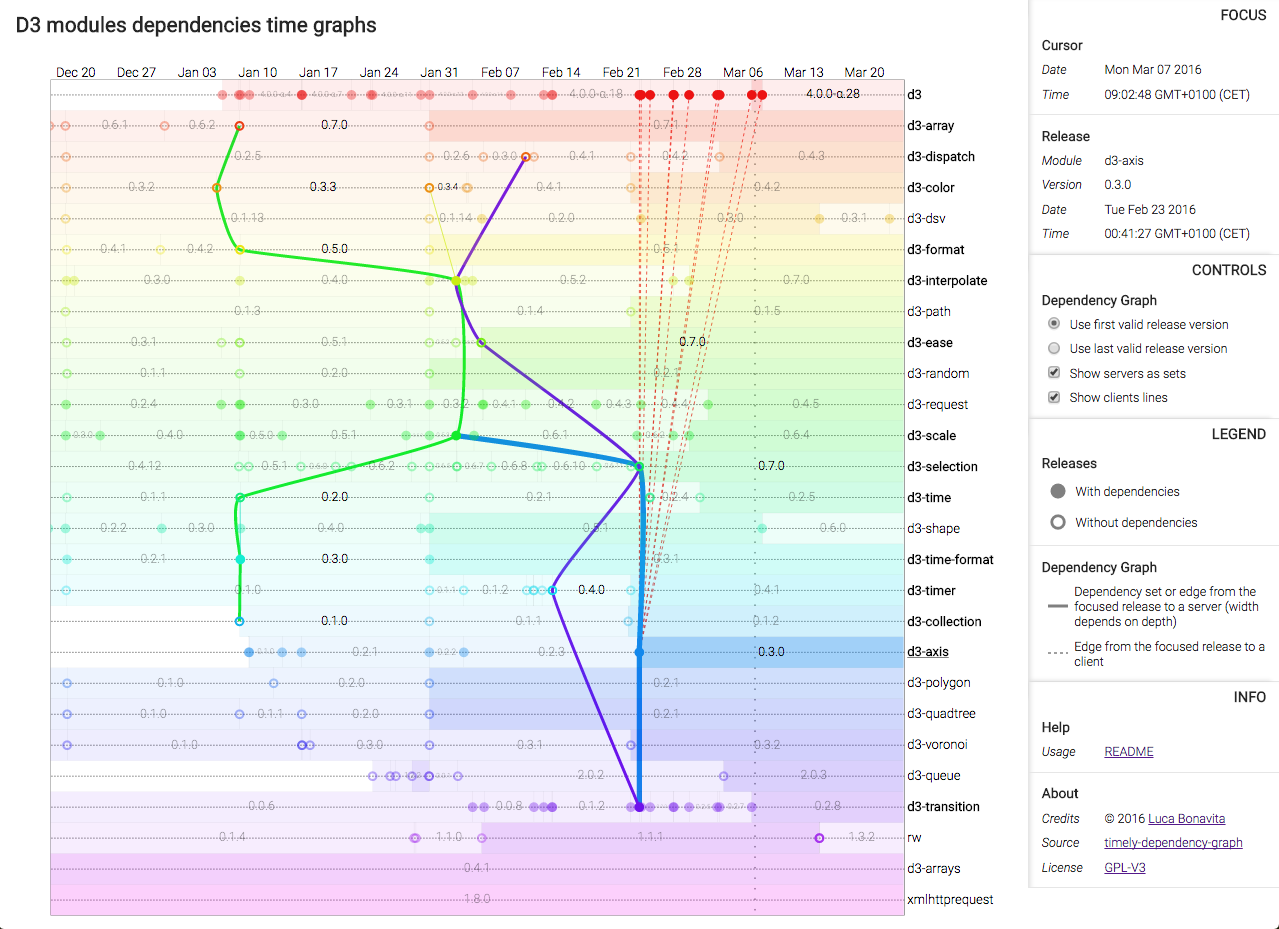 D3 modules dependencies time graphs
Dec 20 Dec 27 Jan 03 Jan 10 Jan 17 Jan 24 Jan 31 Feb 07 Feb 14 Feb 21 Feb 28 Mar 06 Mar 13 Mar 20
4.0.0-α.18 4.0.0-α.28 d3
0.6.1 0.6.2 0.7.0 0.7.1 d3-array
0.2.5 0.2.6 0.3.0 0.4.1 0.4.2 0.4.3 d3-dispatch
0.3.2 0.3.3 0.3.4 0.4.1 0.4.2 d3-color
0.1.13 0.1.14 0.2.0 0.3.0 0.3.1 d3-dsv
0.4.1 0.4.2 0.5.0 0.5.1 d3-format
0.3.0 0.4.0 0.5.2 0.7.0 d3-interpolate
0.1.3 0.1.4 0.1.5 d3-path
0.3.1 0.5.1 0.7.0 d3-ease
0.1.1 0.2.0 0.2.1 d3-random
0.2.4 0.3.0 0.3.1 0.3.2 0.4.1 0.4.2 0.4.3 0.4.4 0.4.5 d3-request
0.3.0 0.4.0 0.5.0 0.5.1 0.6.1 0.6.4 d3-scale
0.4.12 0.5.1 0.6.2 0.6.7 0.6.8 0.6.10 0.7.0 d3-selection
0.1.1 0.2.0 0.2.1 0.2.4 0.2.5 d3-time
0.2.2 0.3.0 0.4.0 0.5.1 0.6.0 d3-shape
0.2.1 0.3.0 0.3.1 d3-time-format
0.1.0 0.1.1 0.1.2 0.4.0 0.4.1 d3-timer
0.1.0 0.1.1 0.1.2 d3-collection
0.2.1 0.2.2 0.2.3 0.3.0 d3-axis
0.1.0 0.2.0 0.2.1 d3-polygon
0.1.0 0.1.1 0.2.0 0.2.1 d3-quadtree
0.1.0 0.3.0 0.3.1 0.3.2 d3-voronoi
2.0.2 2.0.3 d3-queue
0.0.6 0.0.8 0.1.2 0.2.7 0.2.8 d3-transition
0.1.4 1.1.0 1.1.1 1.3.2 rw
0.4.1 d3-arrays
1.8.0 xmlhttprequest
FOCUS
Cursor
Date Mon Mar 07 2016
Time 09:02:48 GMT+0100 (CET)
Release
Module d3-axis
Version 0.3.0
Date Tue Feb 23 2016
Time 00:41:27 GMT+0100 (CET)
CONTROLS
Dependency Graph
Use first valid release version
Use last valid release version
Show servers as sets
Show clients lines
LEGEND
Releases
With dependencies
Without dependencies
Dependency Graph
Dependency set or edge from the
focused release to a server (width
depends on depth)
Edge from the focused release to a
client
INFO
Help
Usage README
About
Credits © 2016 Luca Bonavita
Source timely-dependency-graph
License GPL-V3